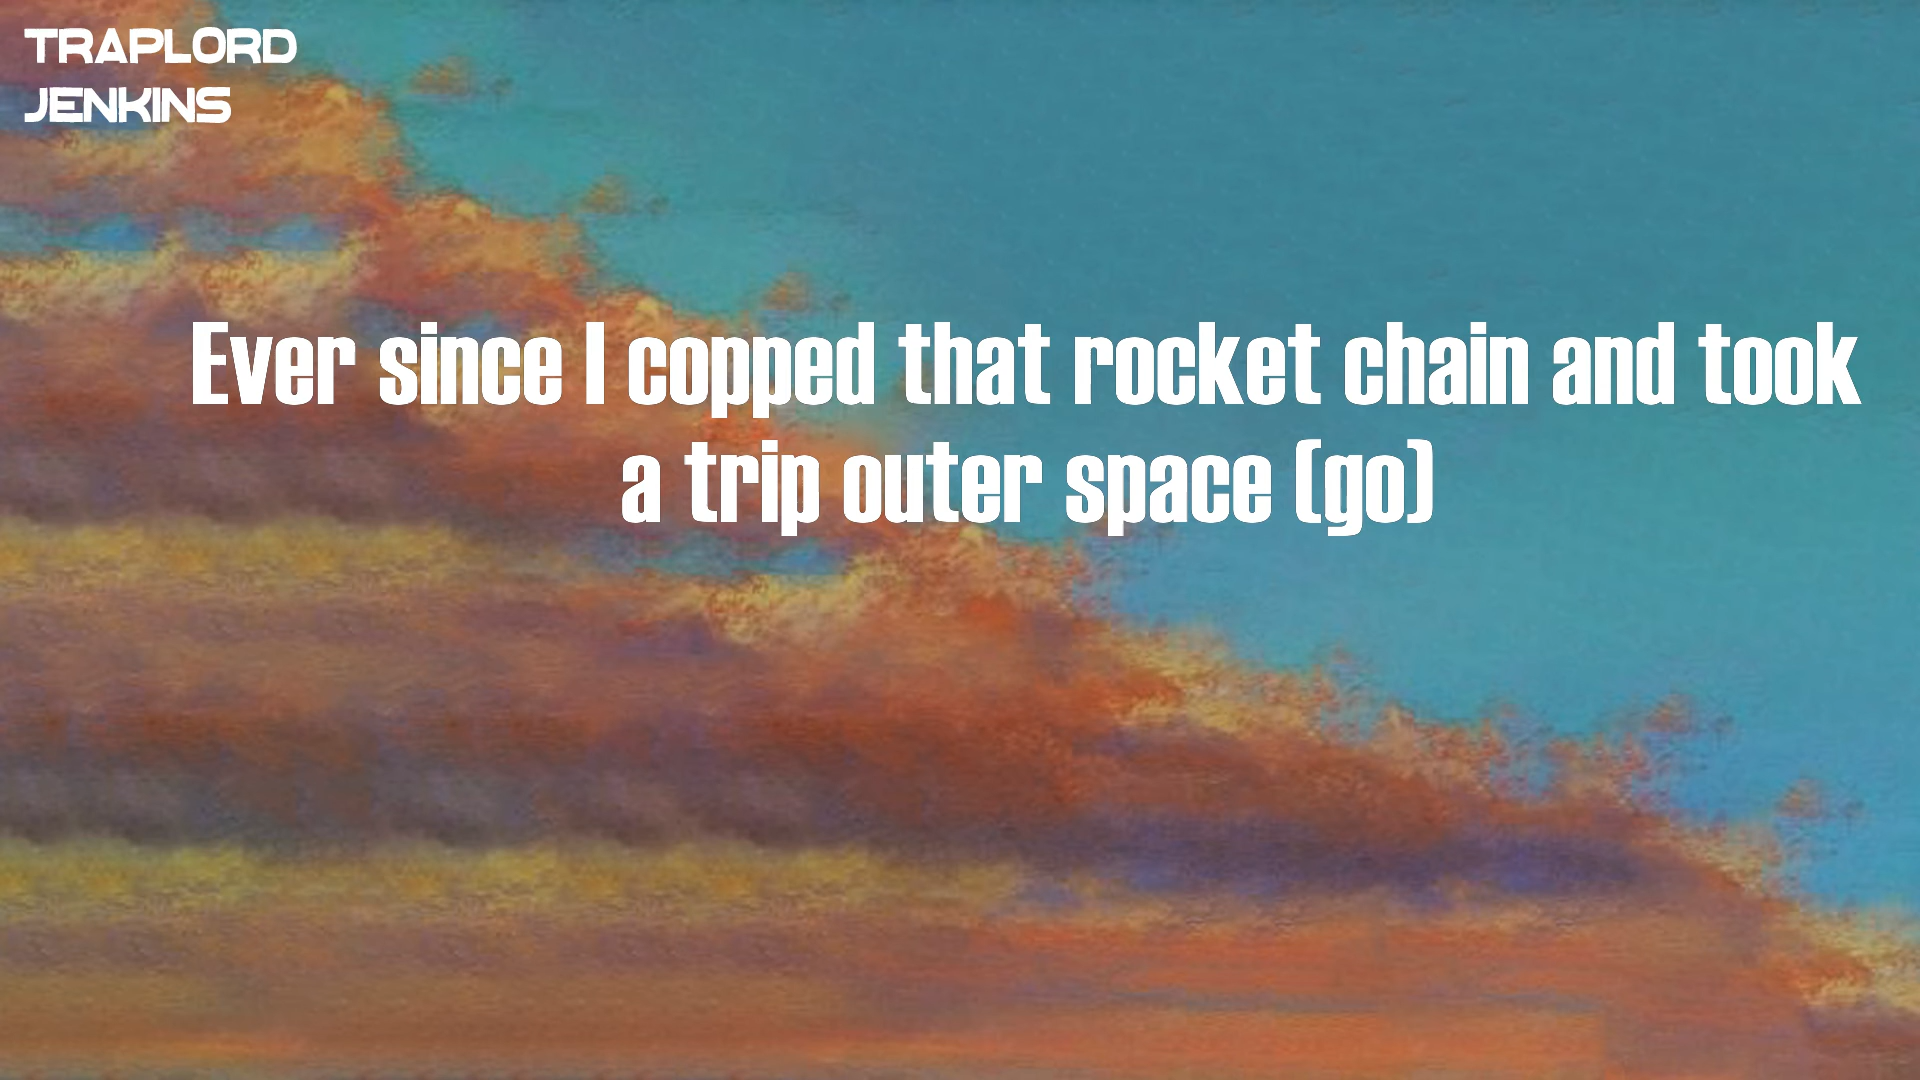 TRAPLORD
JENKINS
Ever since I copped that rocket chain and took
a trip outer space (go)